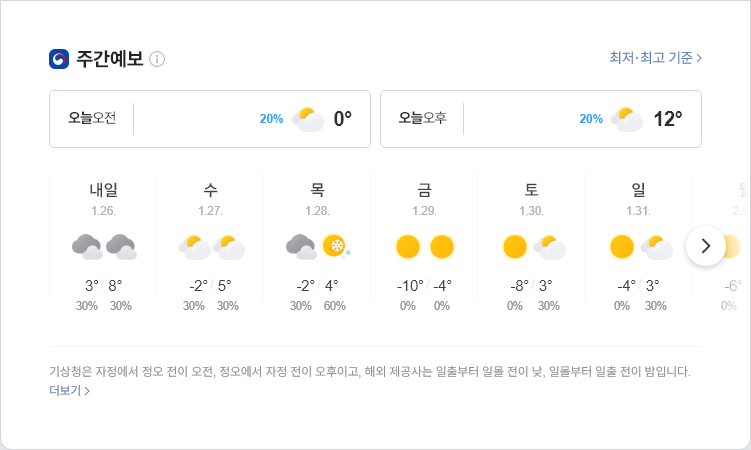 주간예보
최저·최고 기준
오늘오전 20% 0°
오늘오후 20% 12°
내일 수 목 금 토 일 월
1.26. 1.27. 1.28. 1.29. 1.30. 1.31.
3°/8° -2°/5° -2°/4° -10°/-4° -8°/3° -4°/3° -6°
30% 30% 30% 30% 30% 60% 0% 0% 0% 30% 0% 30% 0%
기상청은 자정에서 정오 전이 오전, 정오에서 자정 전이 오후이고, 해외 제공사는 일출부터 일몰 전이 낮, 일몰부터 일출 전이 밤입니다.
더보기